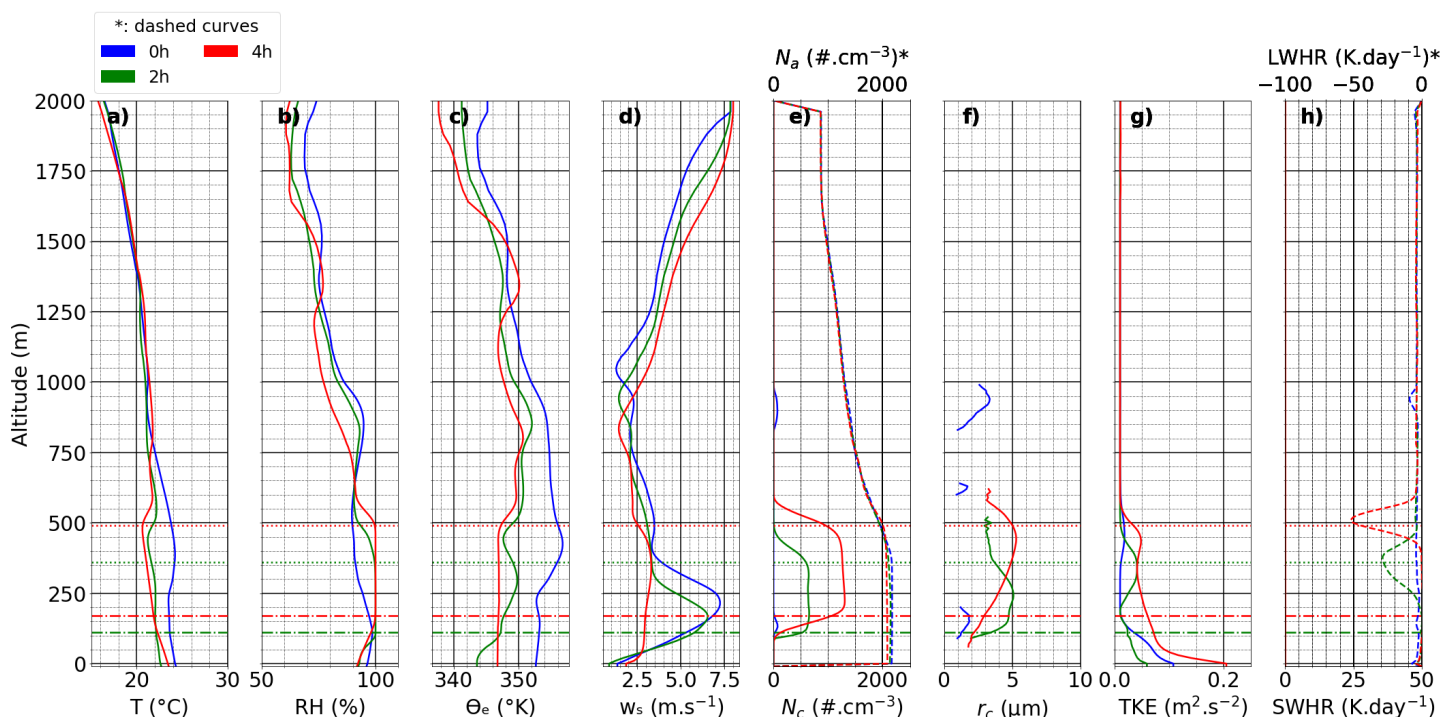 *: dashed curves
0h 4h
2h
Nₐ (#.cm⁻³)* LWHR (K.day⁻¹)*
0 2000 −100 −50 0
2000 a) b) c) d) e) f) g) h)
1750
1500
1250
1000
750
500
250
0
Altitude (m)
20 30 50 100 340 350 2.5 5.0 7.5 0 2000 0 5 10 0.0 0.2 0 25 50
T (°C) RH (%) Θₑ (°K) wₛ (m.s⁻¹) N_c (#.cm⁻³) r_c (μm) TKE (m².s⁻²) SWHR (K.day⁻¹)